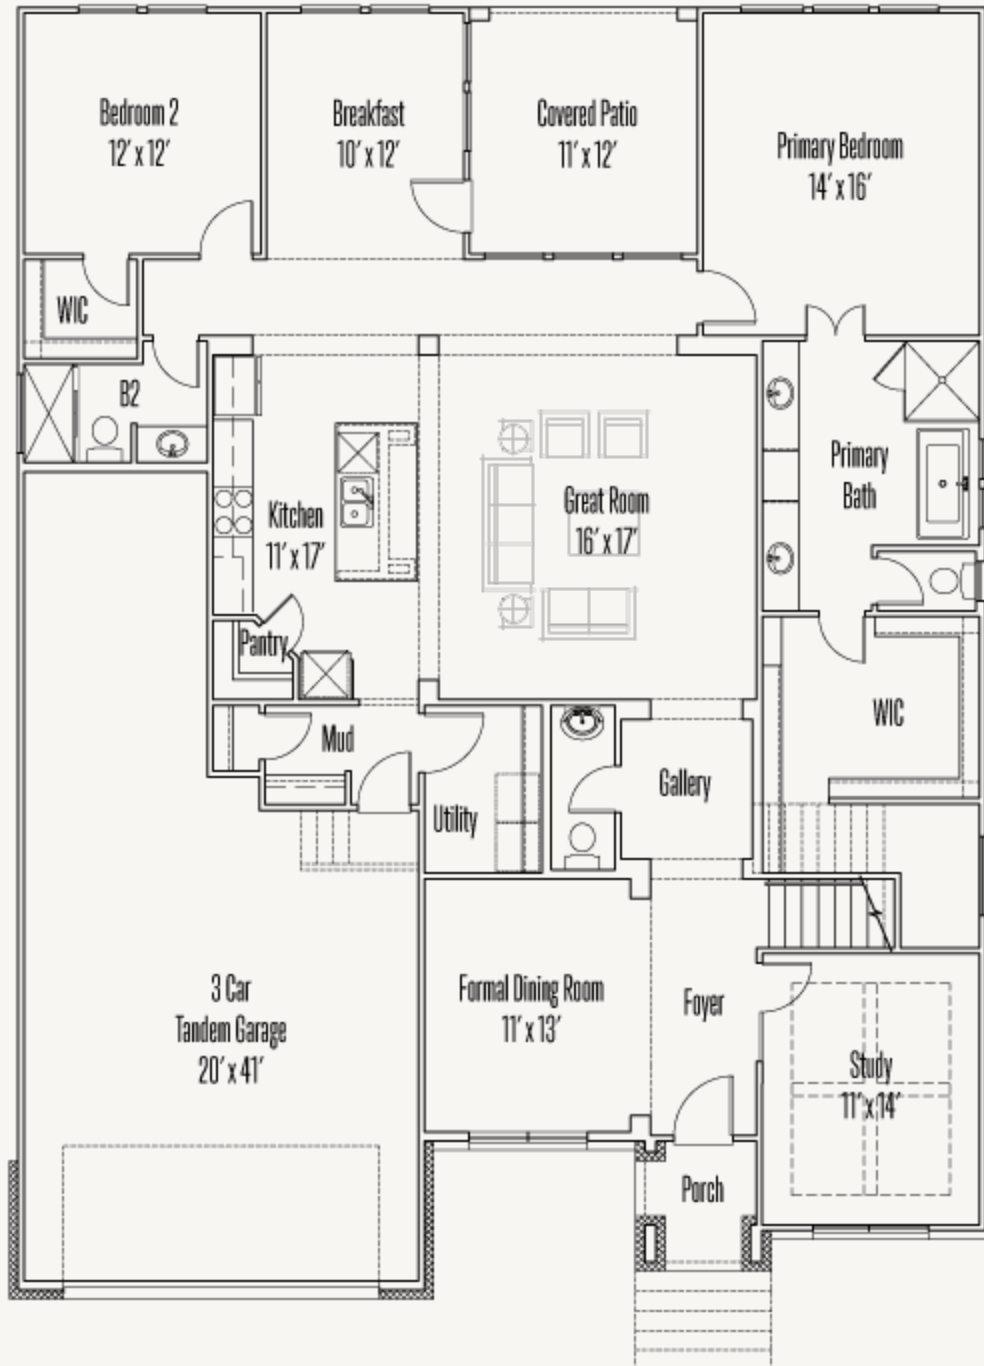 Bedroom 2
12' x 12'
Breakfast
10' x 12'
Covered Patio
11' x 12'
Primary Bedroom
14' x 16'
WIC
B2
Kitchen
11' x 17'
Great Room
16' x 17'
Primary
Bath
Pantry
Mud
WIC
Gallery
Utility
3 Car
Tandem Garage
20' x 41'
Formal Dining Room
11' x 13'
Foyer
Study
11' x 14'
Porch